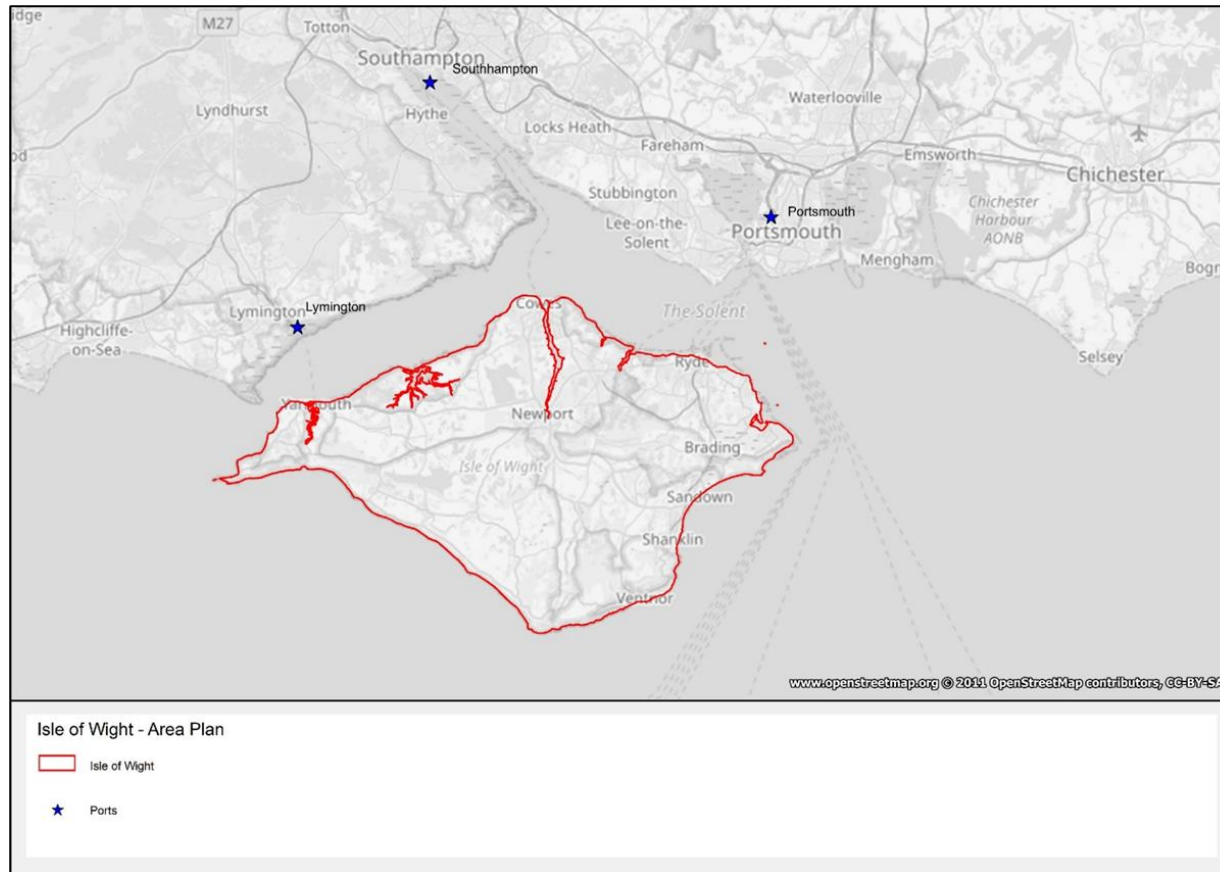 idge
M27
Totton
Southampton
Southhampton
Lyndhurst
Hythe
Waterlooville
Locks Heath
Fareham
Emsworth
Chichester
Stubbington
Chichester
Harbour
AONB
Portsmouth
Lee-on-the-
Solent
Portsmouth
Mengham
Bogn
Lymington
Lymington
Highcliffe-
on-Sea
Cowes
The Solent
Ryde
Selsey
Yarmouth
Newport
Brading
Isle of Wight
Sandown
Shanklin
Ventnor
www.openstreetmap.org © 2011 OpenStreetMap contributors, CC-BY-SA
Isle of Wight - Area Plan
Isle of Wight
Ports